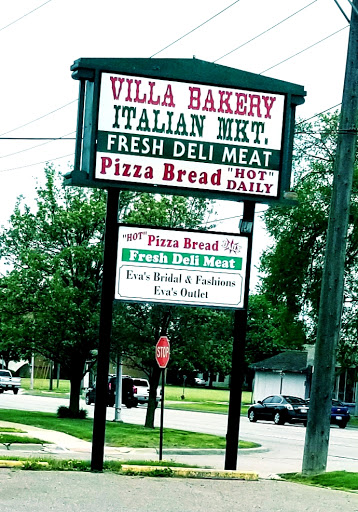 VILLA BAKERY
ITALIAN MKT.
FRESH DELI MEAT
Pizza Bread "HOT" DAILY
"HOT" Pizza Bread
Fresh Deli Meat
Eva's Bridal & Fashions
Eva's Outlet
STOP